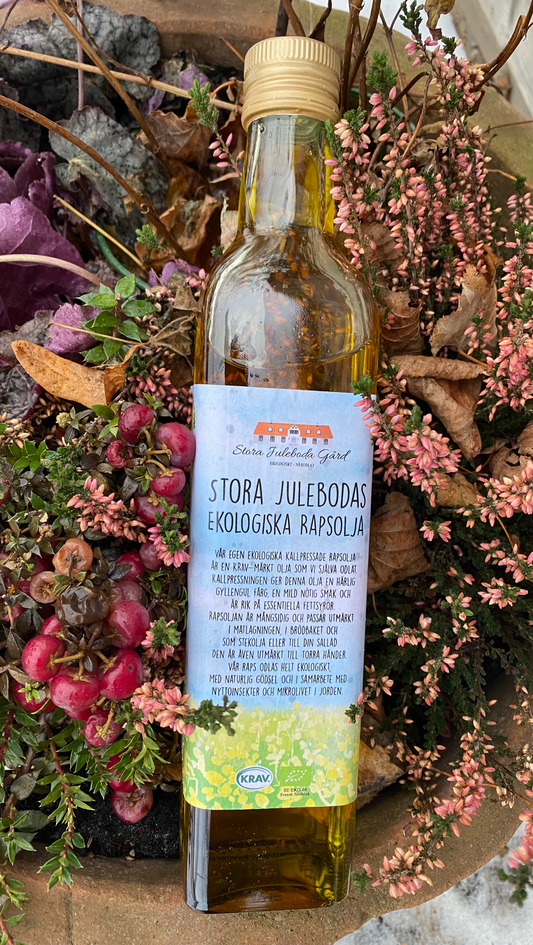 Stora Juleboda Gård
EKOLOGISKT - NÄRODLAT
STORA JULEBODAS
EKOLOGISKA RAPSOLJA
VÅR EGEN EKOLOGISKA KALLPRESSADE RAPSOLJA
ÄR EN KRAV-MÄRKT OLJA SOM VI SJÄLVA ODLAT.
KALLPRESSNINGEN GER DENNA OLJA EN HÄRLIG
GYLLENGUL FÄRG, EN MILD NÖTIG SMAK OCH
ÄR RIK PÅ ESSENTIELLA FETTSYROR.
RAPSOLJAN ÄR MÅNGSIDIG OCH PASSAR UTMÄRKT
I MATLAGNINGEN, I BRÖDBAKET OCH
SOM STEKOLJA ELLER TILL DIN SALLAD.
DEN ÄR ÄVEN UTMÄRKT TILL TORRA HÄNDER.
VÅR RAPS ODLAS HELT EKOLOGISKT,
MED NATURLIG GÖDSEL OCH I SAMARBETE MED
NYTTOINSEKTER OCH MIKROLIVET I JORDEN.
KRAV